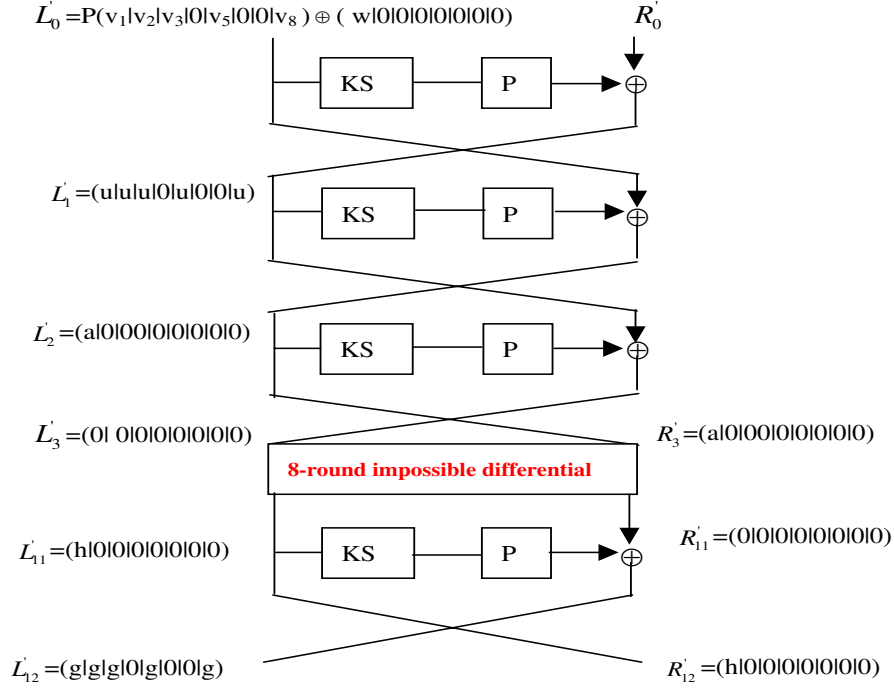 L'₀ =P(v₁|v₂|v₃|0|v₅|0|0|v₈ ) ⊕ ( w|0|0|0|0|0|0|0) R'₀
KS P ⊕
L'₁ =(u|u|u|0|u|0|0|u)
KS P ⊕
L'₂ =(a|0|00|0|0|0|0|0)
KS P ⊕
L'₃ =(0| 0|0|0|0|0|0|0) R'₃ =(a|0|00|0|0|0|0|0)
8-round impossible differential
L'₁₁ =(h|0|0|0|0|0|0|0) R'₁₁ =(0|0|0|0|0|0|0|0)
KS P ⊕
L'₁₂ =(g|g|g|0|g|0|0|g) R'₁₂ =(h|0|0|0|0|0|0|0)